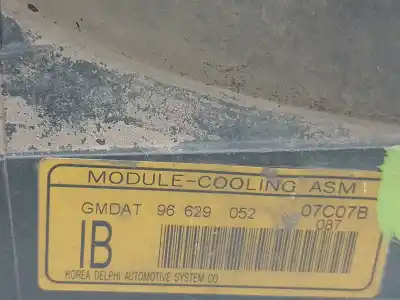 MODULE-COOLING ASM
GMDAT 96 629 052 07C07B
087
IB
KOREA DELPHI AUTOMOTIVE SYSTEM CO